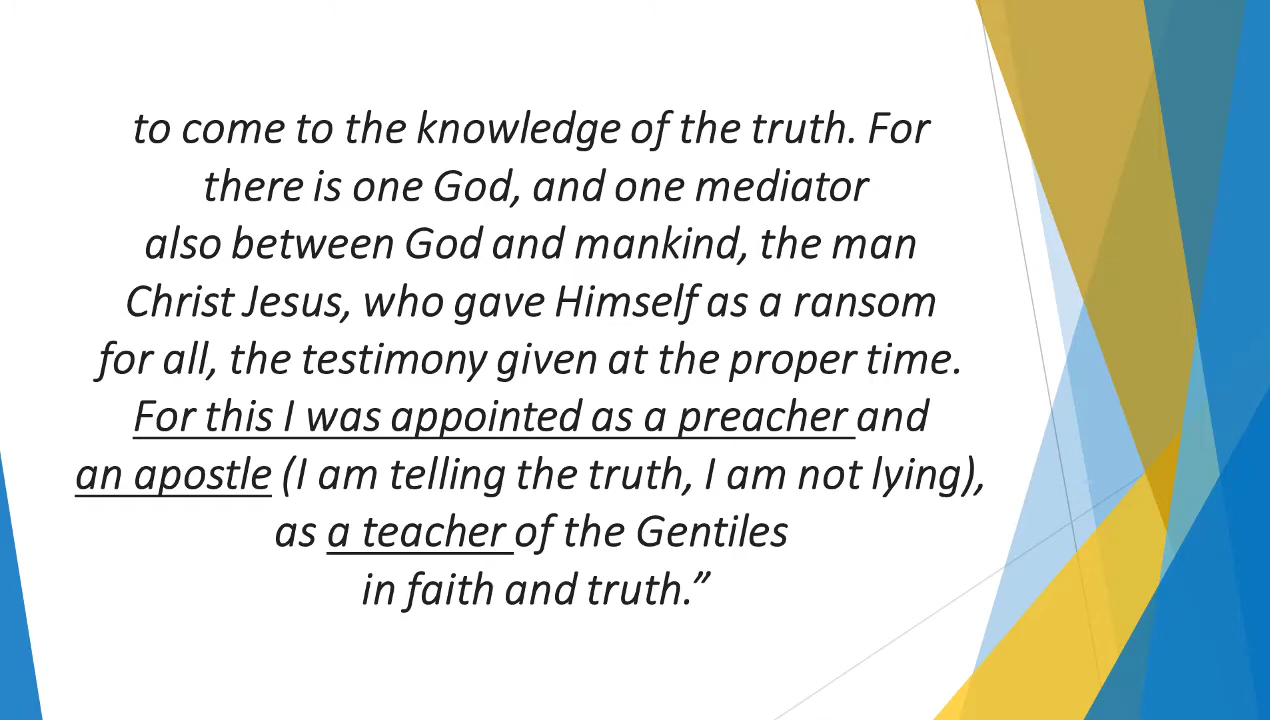 to come to the knowledge of the truth. For
there is one God, and one mediator
also between God and mankind, the man
Christ Jesus, who gave Himself as a ransom
for all, the testimony given at the proper time.
For this I was appointed as a preacher and
an apostle (I am telling the truth, I am not lying),
as a teacher of the Gentiles
in faith and truth.”